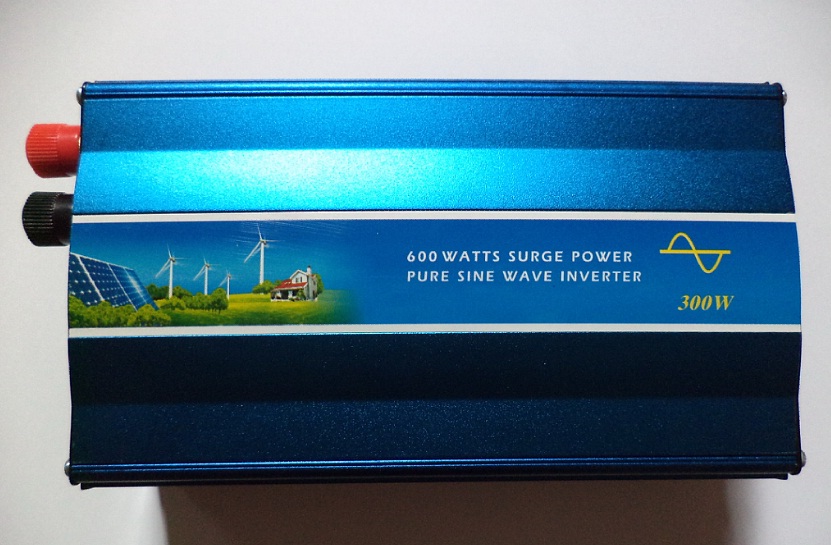 600 WATTS SURGE POWER
PURE SINE WAVE INVERTER
300W